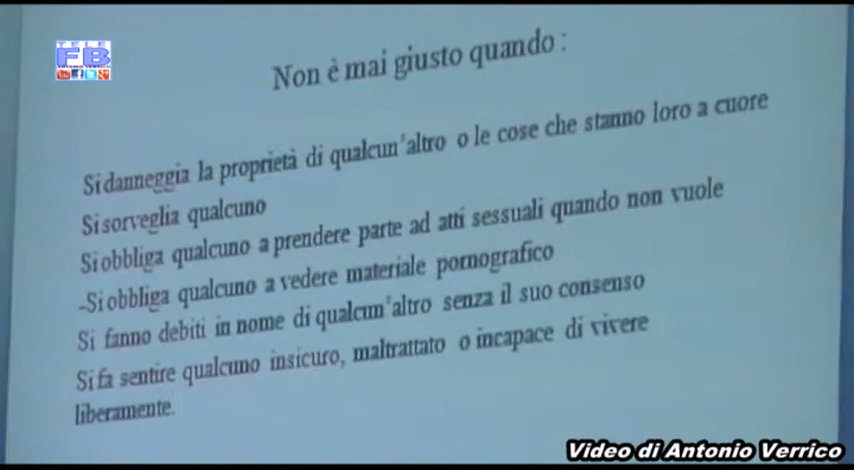 TELE
FB
ANTONIO VERRICO
Non è mai giusto quando :
Si danneggia la proprietà di qualcun'altro o le cose che stanno loro a cuore
Si sorveglia qualcuno
Si obbliga qualcuno a prendere parte ad atti sessuali quando non vuole
-Si obbliga qualcuno a vedere materiale pornografico
Si fanno debiti in nome di qualcun'altro senza il suo consenso
Si fa sentire qualcuno insicuro, maltrattato o incapace di vivere
liberamente.
Video di Antonio Verrico